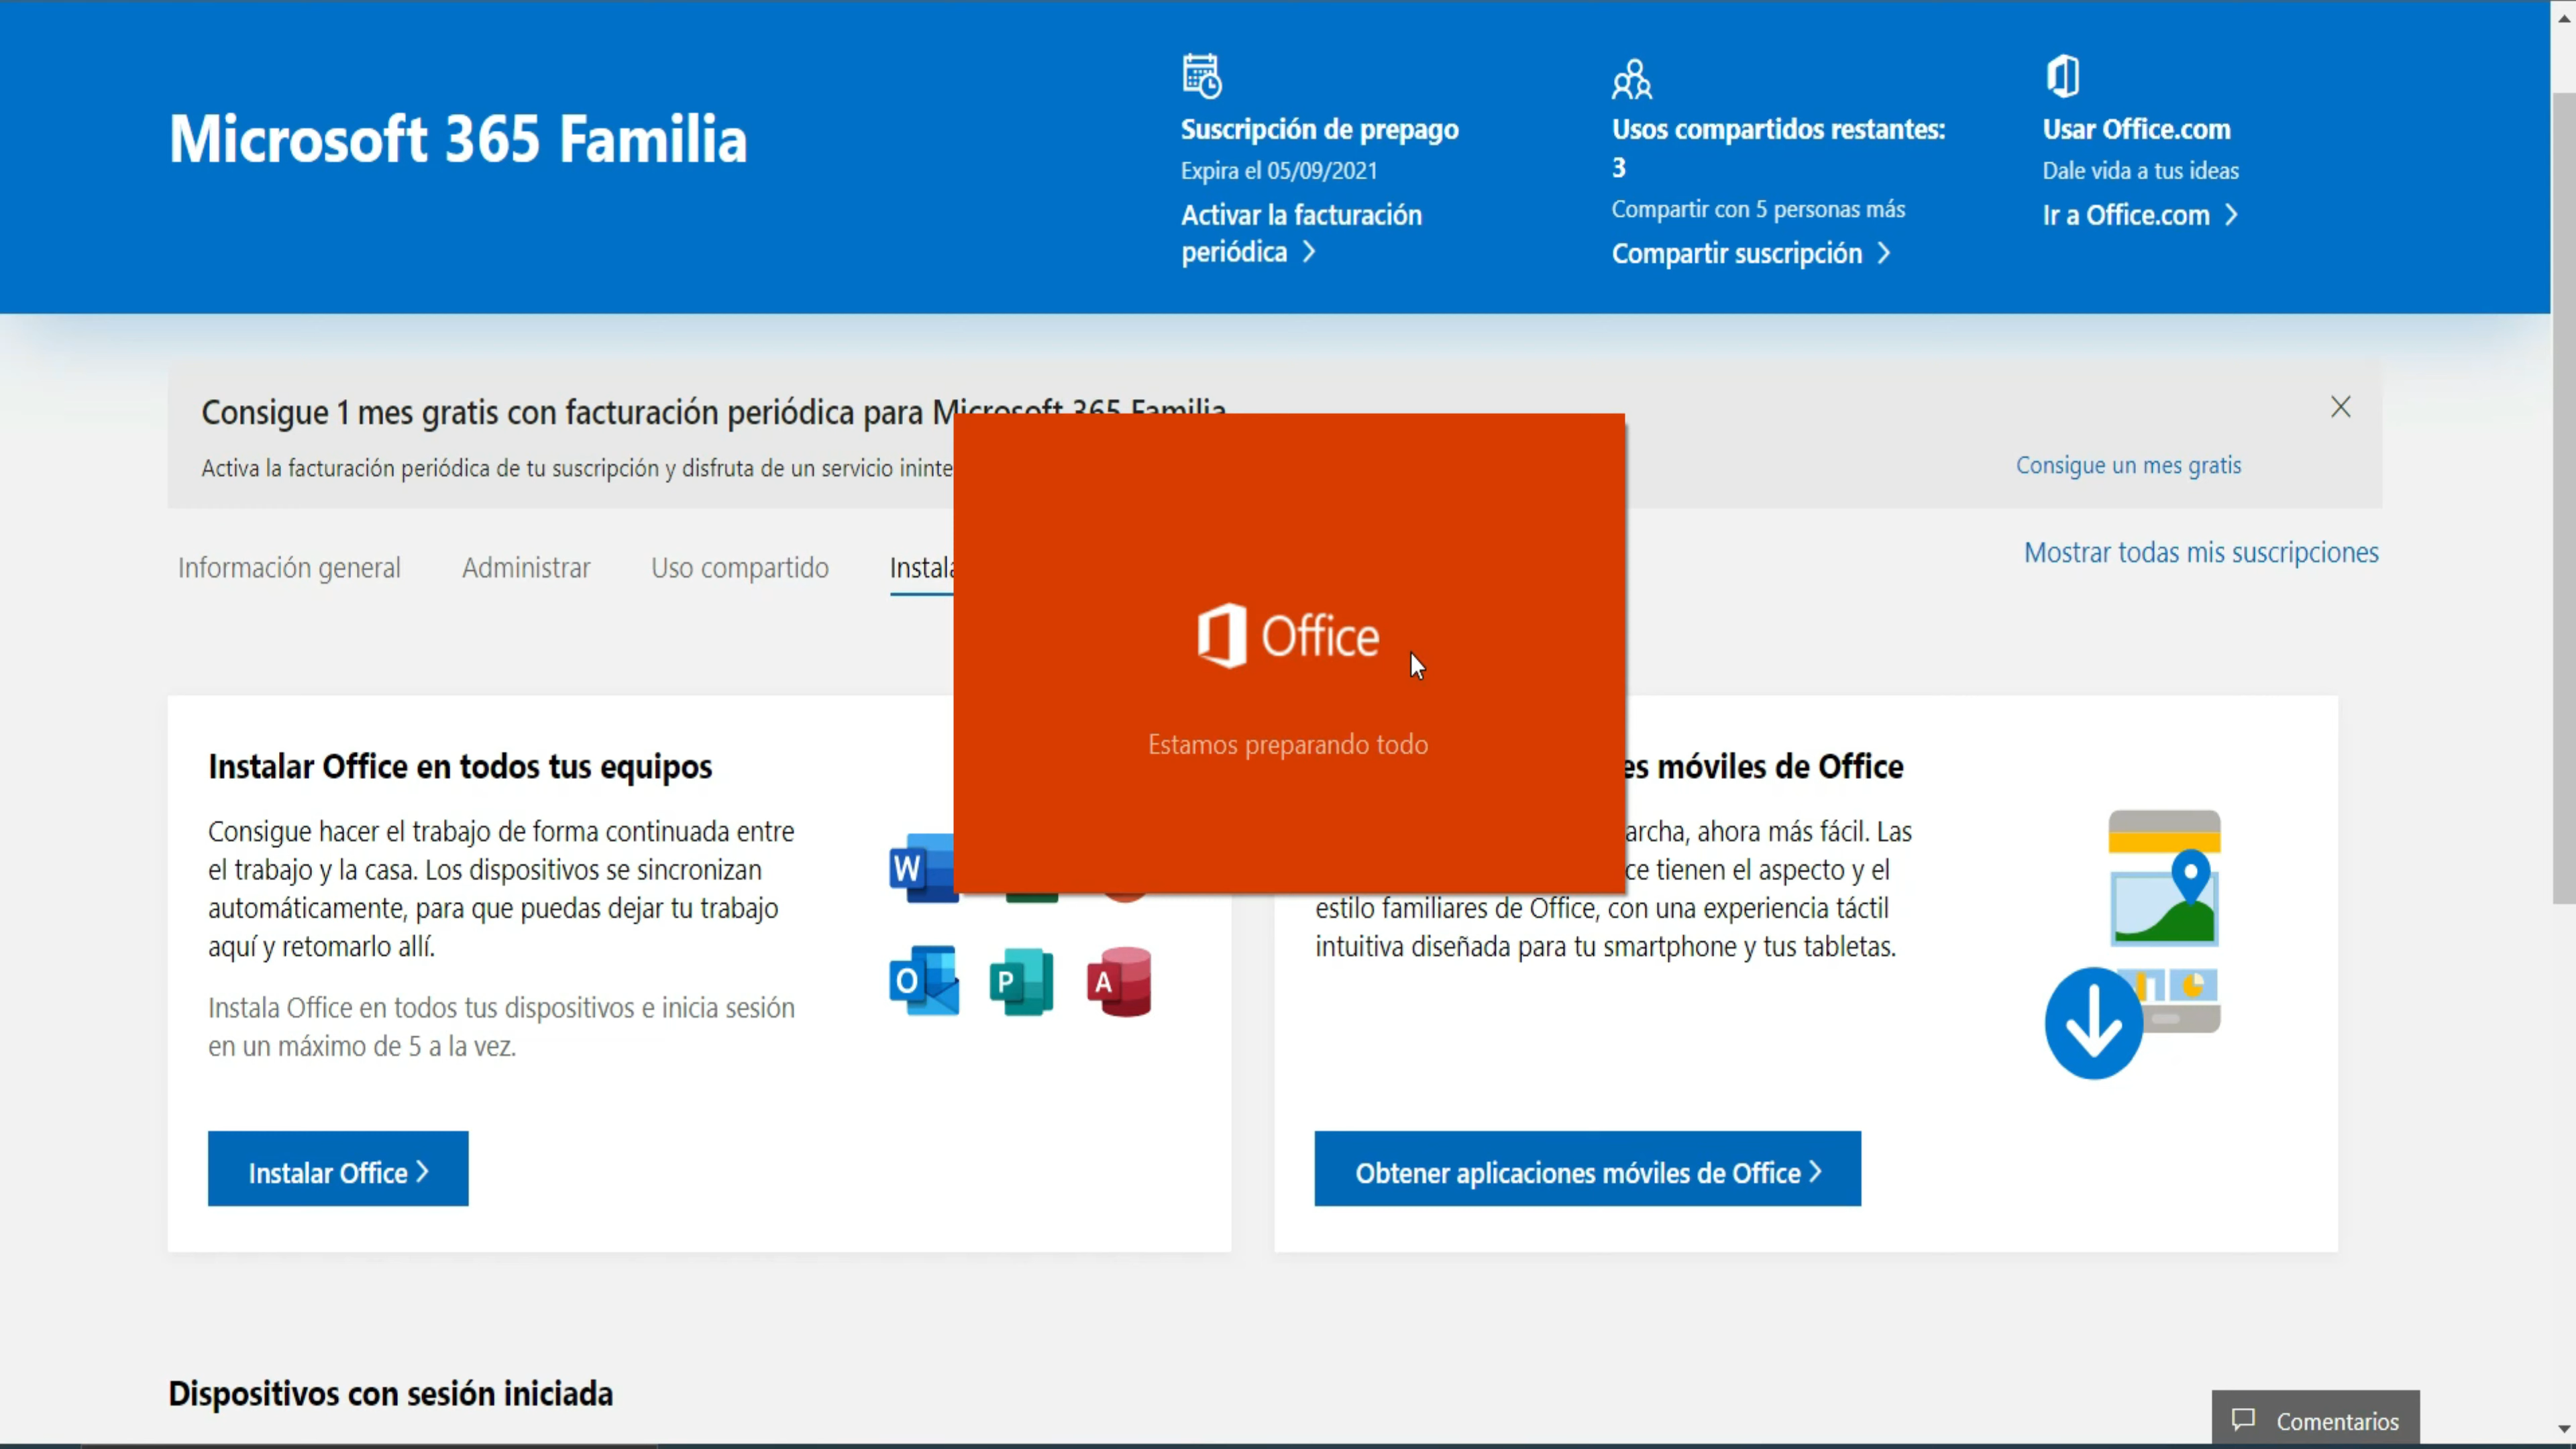 Microsoft 365 Familia
Suscripción de prepago
Expira el 05/09/2021
Activar la facturación
periódica >
Usos compartidos restantes:
3
Compartir con 5 personas más
Compartir suscripción >
Usar Office.com
Dale vida a tus ideas
Ir a Office.com >
Consigue 1 mes gratis con facturación periódica para Microsoft 365 Familia
Activa la facturación periódica de tu suscripción y disfruta de un servicio ininte
Consigue un mes gratis
Información general
Administrar
Uso compartido
Instala
Mostrar todas mis suscripciones
Office
Estamos preparando todo
Instalar Office en todos tus equipos
Consigue hacer el trabajo de forma continuada entre
el trabajo y la casa. Los dispositivos se sincronizan
automáticamente, para que puedas dejar tu trabajo
aquí y retomarlo allí.
Instala Office en todos tus dispositivos e inicia sesión
en un máximo de 5 a la vez.
W
O
P
A
Instalar Office >
es móviles de Office
archa, ahora más fácil. Las
ce tienen el aspecto y el
estilo familiares de Office, con una experiencia táctil
intuitiva diseñada para tu smartphone y tus tabletas.
Obtener aplicaciones móviles de Office >
Dispositivos con sesión iniciada
Comentarios